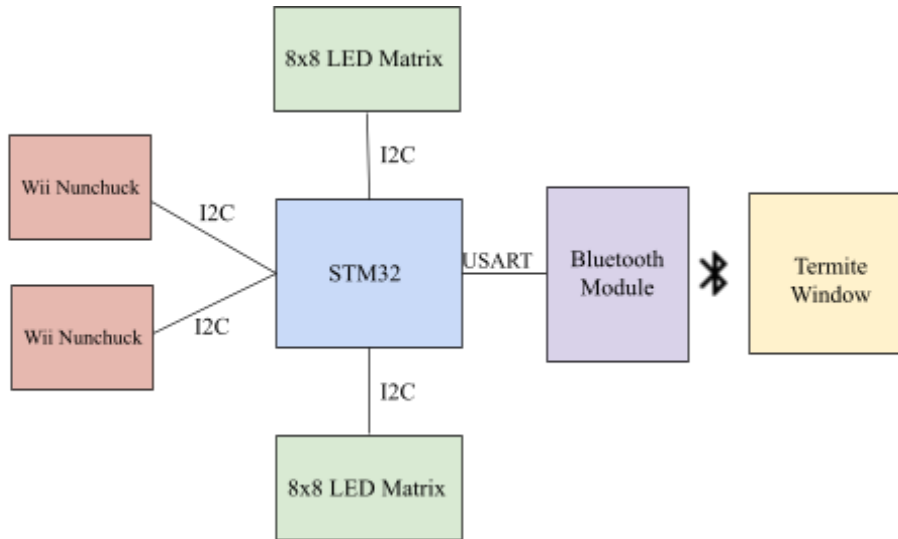 8x8 LED Matrix
I2C
Wii Nunchuck
I2C
STM32
USART
Bluetooth
Module
Termite
Window
Wii Nunchuck
I2C
I2C
8x8 LED Matrix